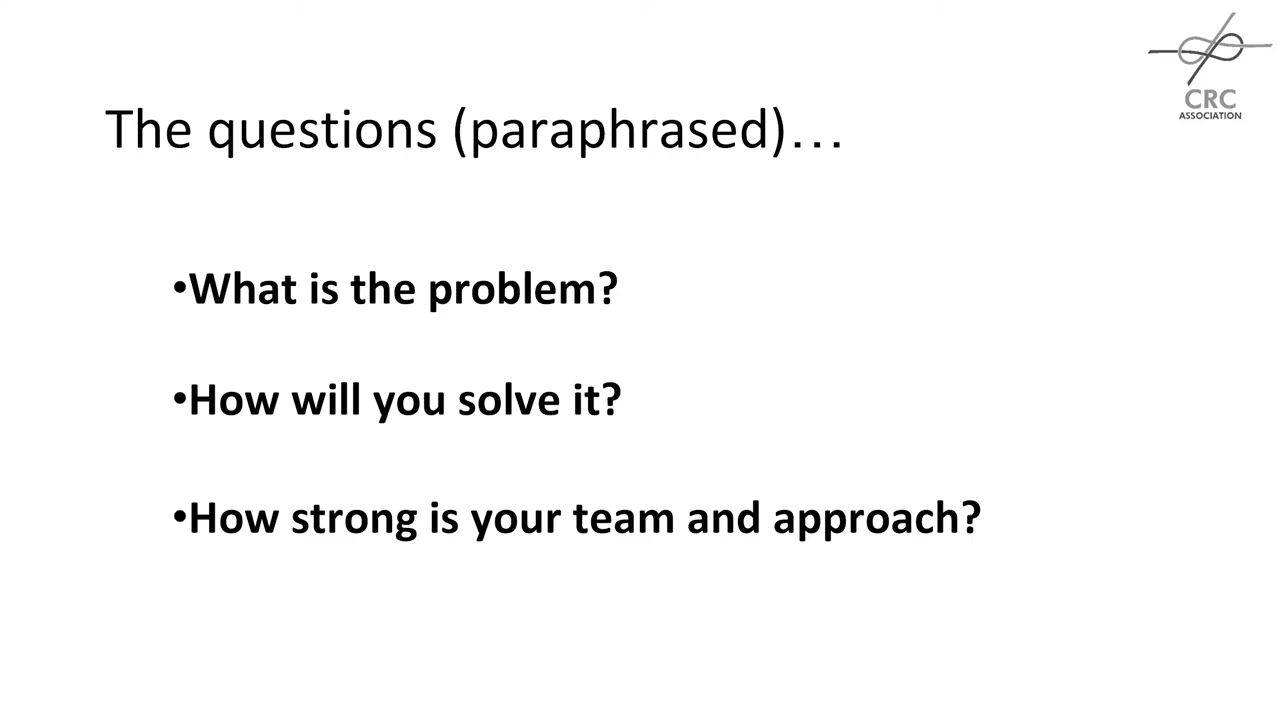 CRC
ASSOCIATION
The questions (paraphrased)…
•What is the problem?
•How will you solve it?
•How strong is your team and approach?